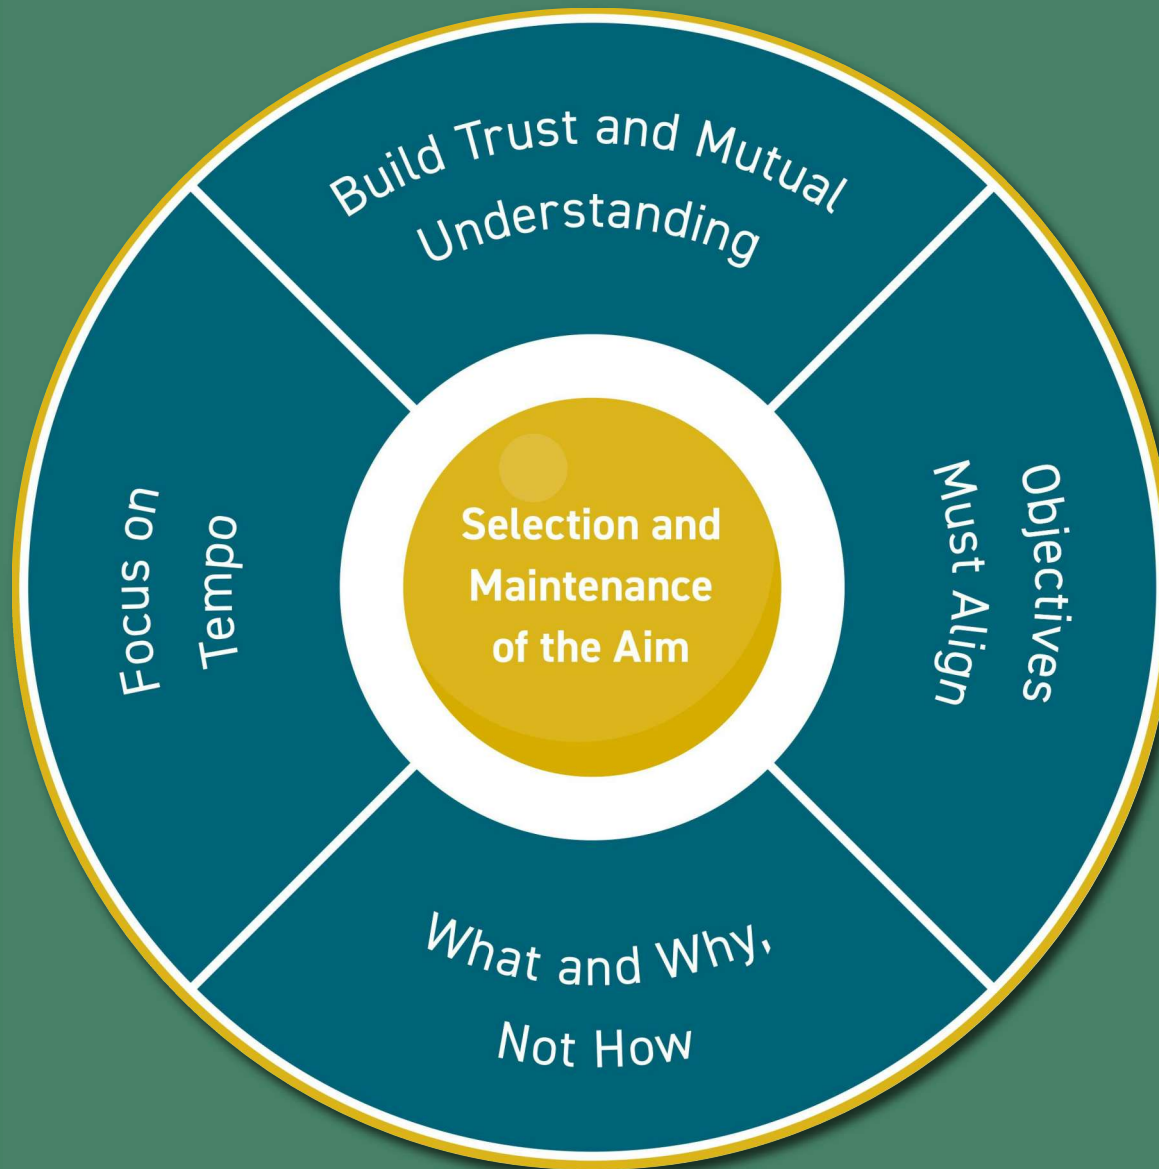 Build Trust and Mutual
Understanding
Objectives
Must Align
Selection and
Maintenance
of the Aim
Focus on
Tempo
What and Why,
Not How